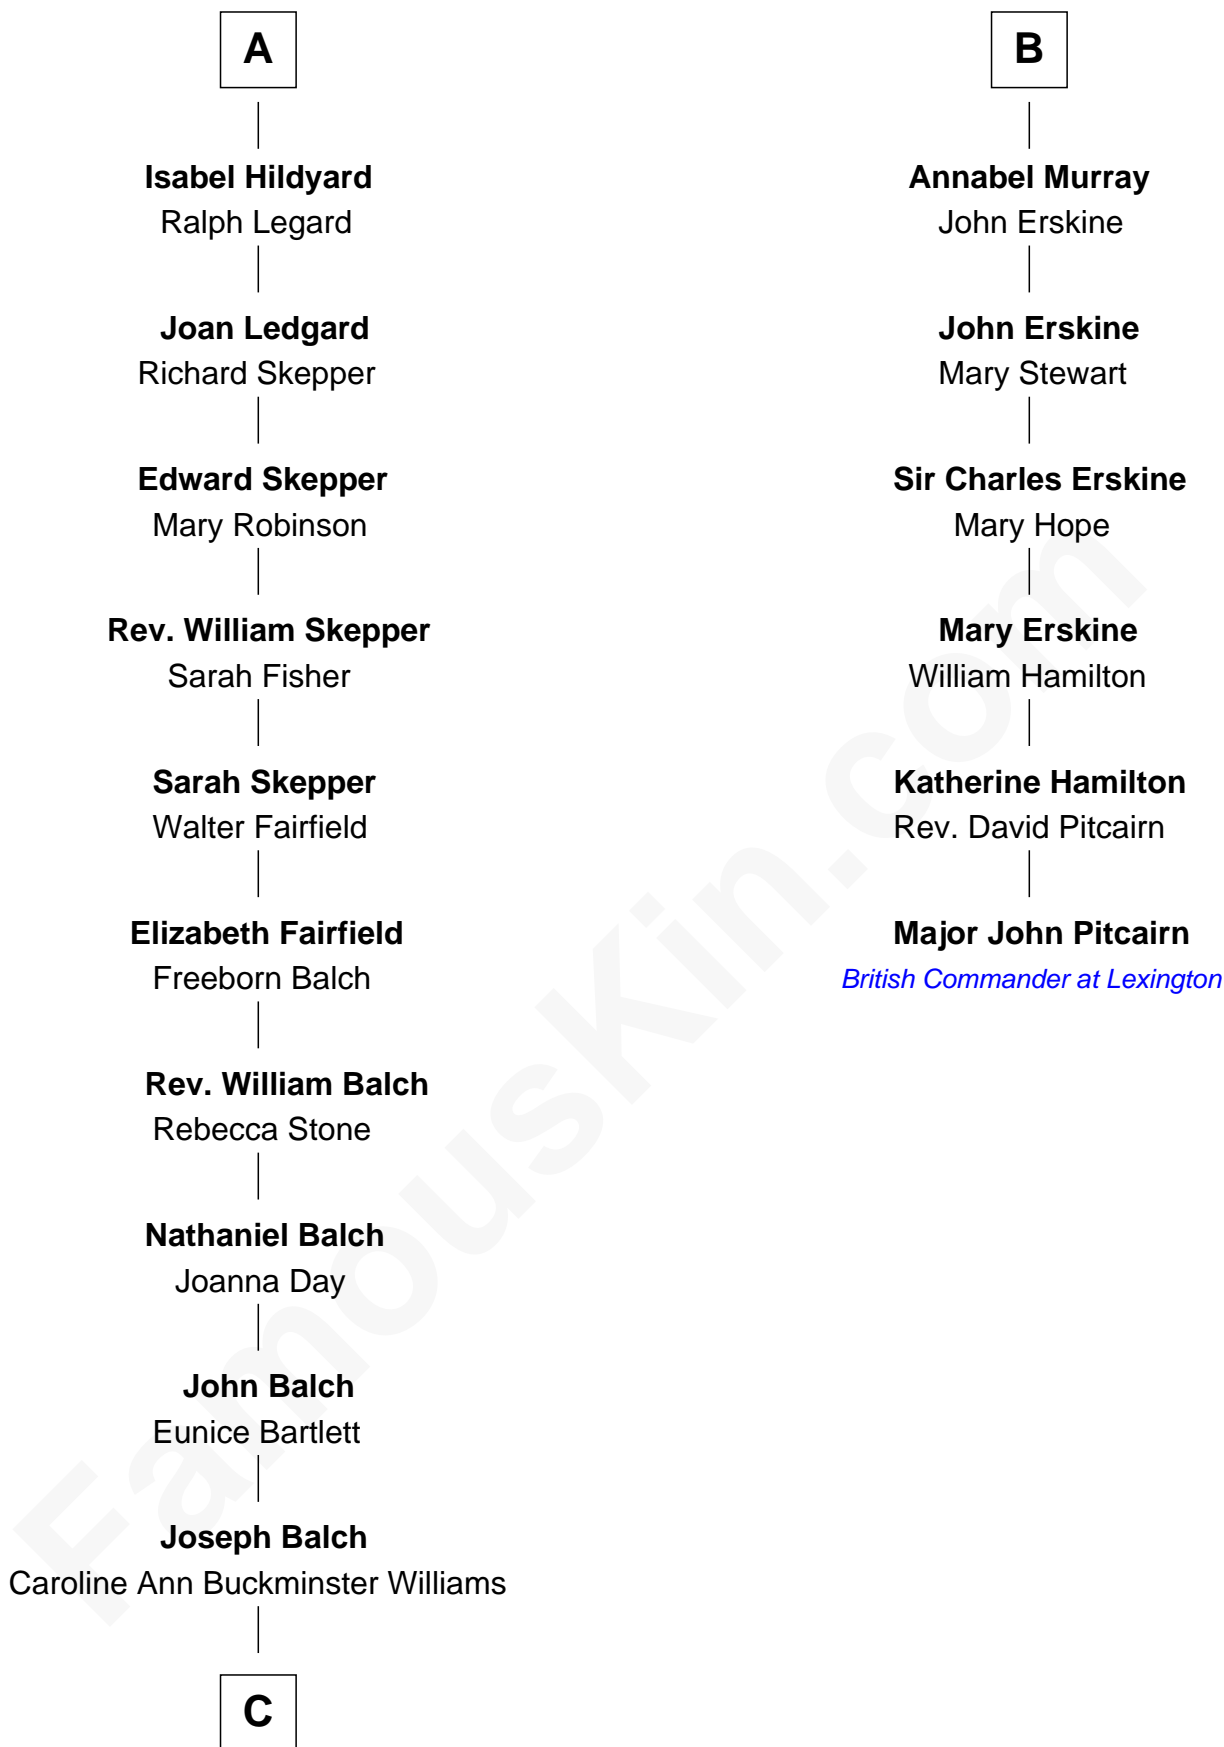 A
Isabel Hildyard
Ralph Legard
Joan Ledgard
Richard Skepper
Edward Skepper
Mary Robinson
Rev. William Skepper
Sarah Fisher
Sarah Skepper
Walter Fairfield
Elizabeth Fairfield
Freeborn Balch
Rev. William Balch
Rebecca Stone
Nathaniel Balch
Joanna Day
John Balch
Eunice Bartlett
Joseph Balch
Caroline Ann Buckminster Williams
C
B
Annabel Murray
John Erskine
John Erskine
Mary Stewart
Sir Charles Erskine
Mary Hope
Mary Erskine
William Hamilton
Katherine Hamilton
Rev. David Pitcairn
Major John Pitcairn
British Commander at Lexington
FamousKin.com